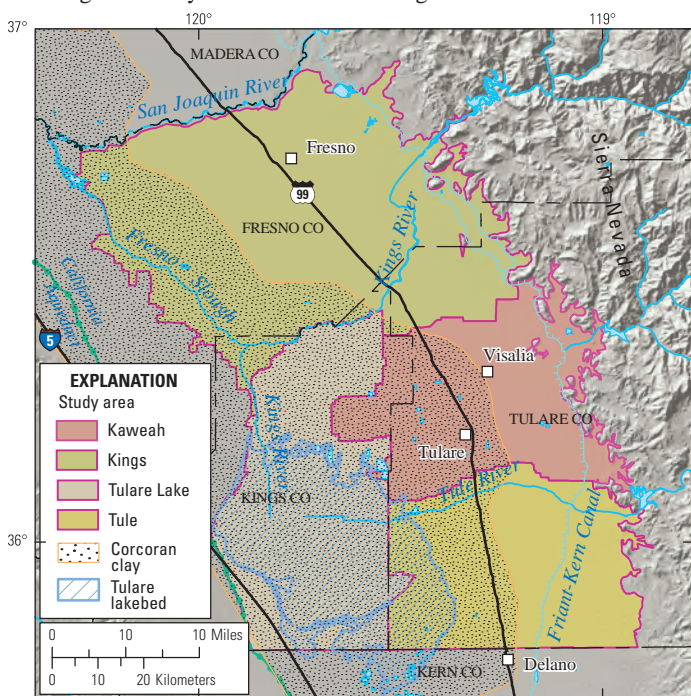 37°
120°
119°
MADERA CO
San Joaquin River
Fresno
99
FRESNO CO
Kings River
Sierra Nevada
Fresno Slough
California
Aqueduct
5
Visalia
TULARE CO
Tulare
Kings River
KINGS CO
Tule River
36°
Friant-Kern Canal
KERN CO
Delano
EXPLANATION
Study area
Kaweah
Kings
Tulare Lake
Tule
Corcoran
clay
Tulare
lakebed
0 10 10 Miles
0 10 20 Kilometers